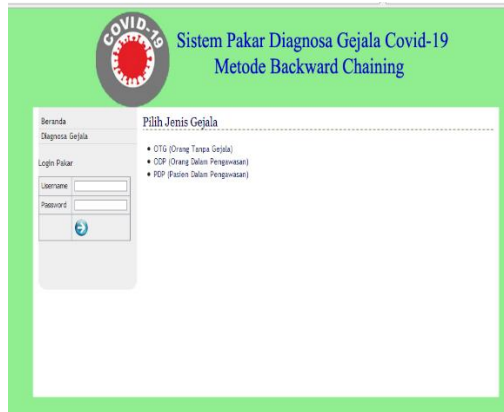 COVID-19
Sistem Pakar Diagnosa Gejala Covid-19
Metode Backward Chaining
Beranda
Diagnosa Gejala
Login Pakar
Username
Password
Pilih Jenis Gejala
OTG (Orang Tanpa Gejala)
ODP (Orang Dalam Pengawasan)
PDP (Pasien Dalam Pengawasan)